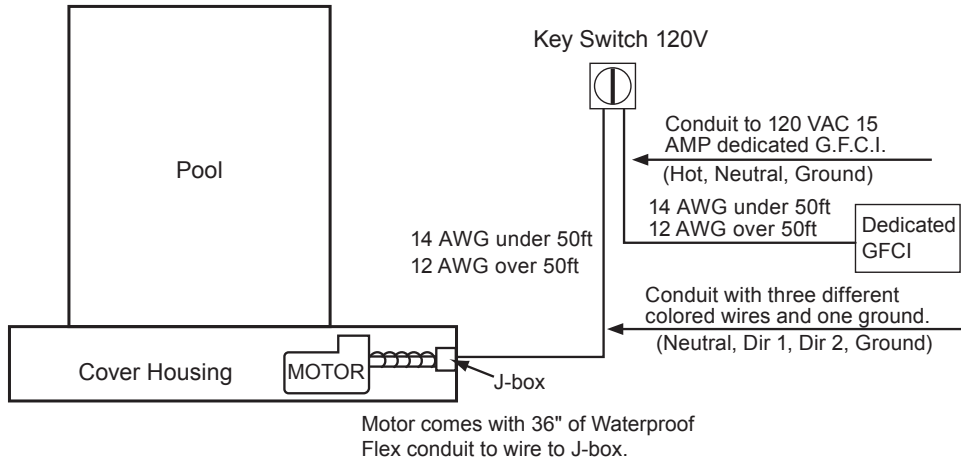 Key Switch 120V
Pool
Conduit to 120 VAC 15
AMP dedicated G.F.C.I.
(Hot, Neutral, Ground)
14 AWG under 50ft
12 AWG over 50ft
Dedicated
GFCI
14 AWG under 50ft
12 AWG over 50ft
Conduit with three different
colored wires and one ground.
(Neutral, Dir 1, Dir 2, Ground)
Cover Housing
MOTOR
J-box
Motor comes with 36" of Waterproof
Flex conduit to wire to J-box.